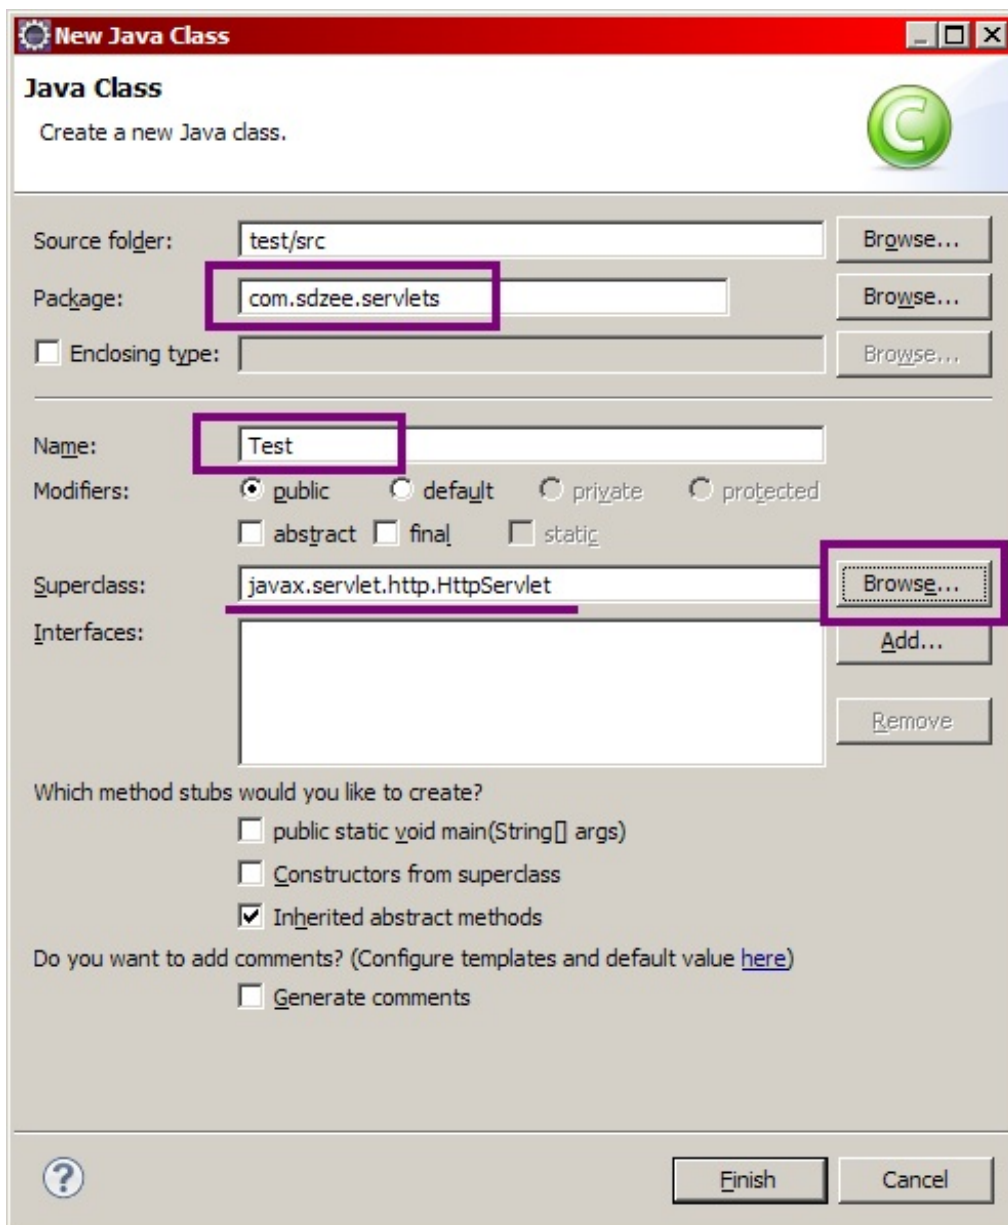 New Java Class
Java Class
Create a new Java class.
Source folder: test/src Browse...
Package: com.sdzee.servlets Browse...
Enclosing type: Browse...
Name: Test
Modifiers: public default private protected
abstract final static
Superclass: javax.servlet.http.HttpServlet Browse...
Interfaces: Add...
Remove
Which method stubs would you like to create?
public static void main(String[] args)
Constructors from superclass
Inherited abstract methods
Do you want to add comments? (Configure templates and default value here)
Generate comments
? Finish Cancel